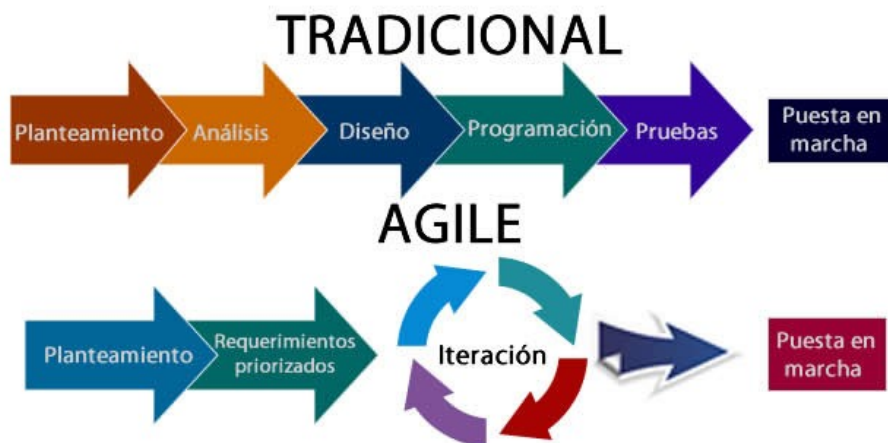 TRADICIONAL
Planteamiento
Análisis
Diseño
Programación
Pruebas
Puesta en
marcha
AGILE
Planteamiento
Requerimientos
priorizados
Iteración
Puesta en
marcha